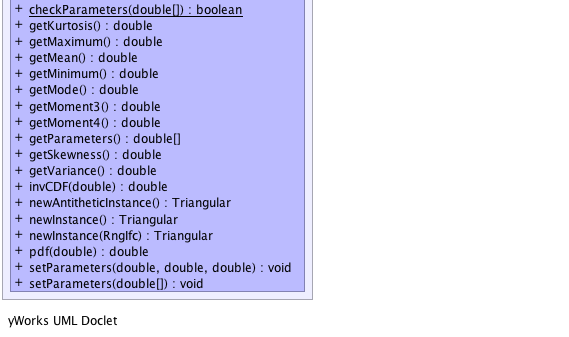 + checkParameters(double[]) : boolean
+ getKurtosis() : double
+ getMaximum() : double
+ getMean() : double
+ getMinimum() : double
+ getMode() : double
+ getMoment3() : double
+ getMoment4() : double
+ getParameters() : double[]
+ getSkewness() : double
+ getVariance() : double
+ invCDF(double) : double
+ newAntitheticInstance() : Triangular
+ newInstance() : Triangular
+ newInstance(RngIfc) : Triangular
+ pdf(double) : double
+ setParameters(double, double, double) : void
+ setParameters(double[]) : void
yWorks UML Doclet